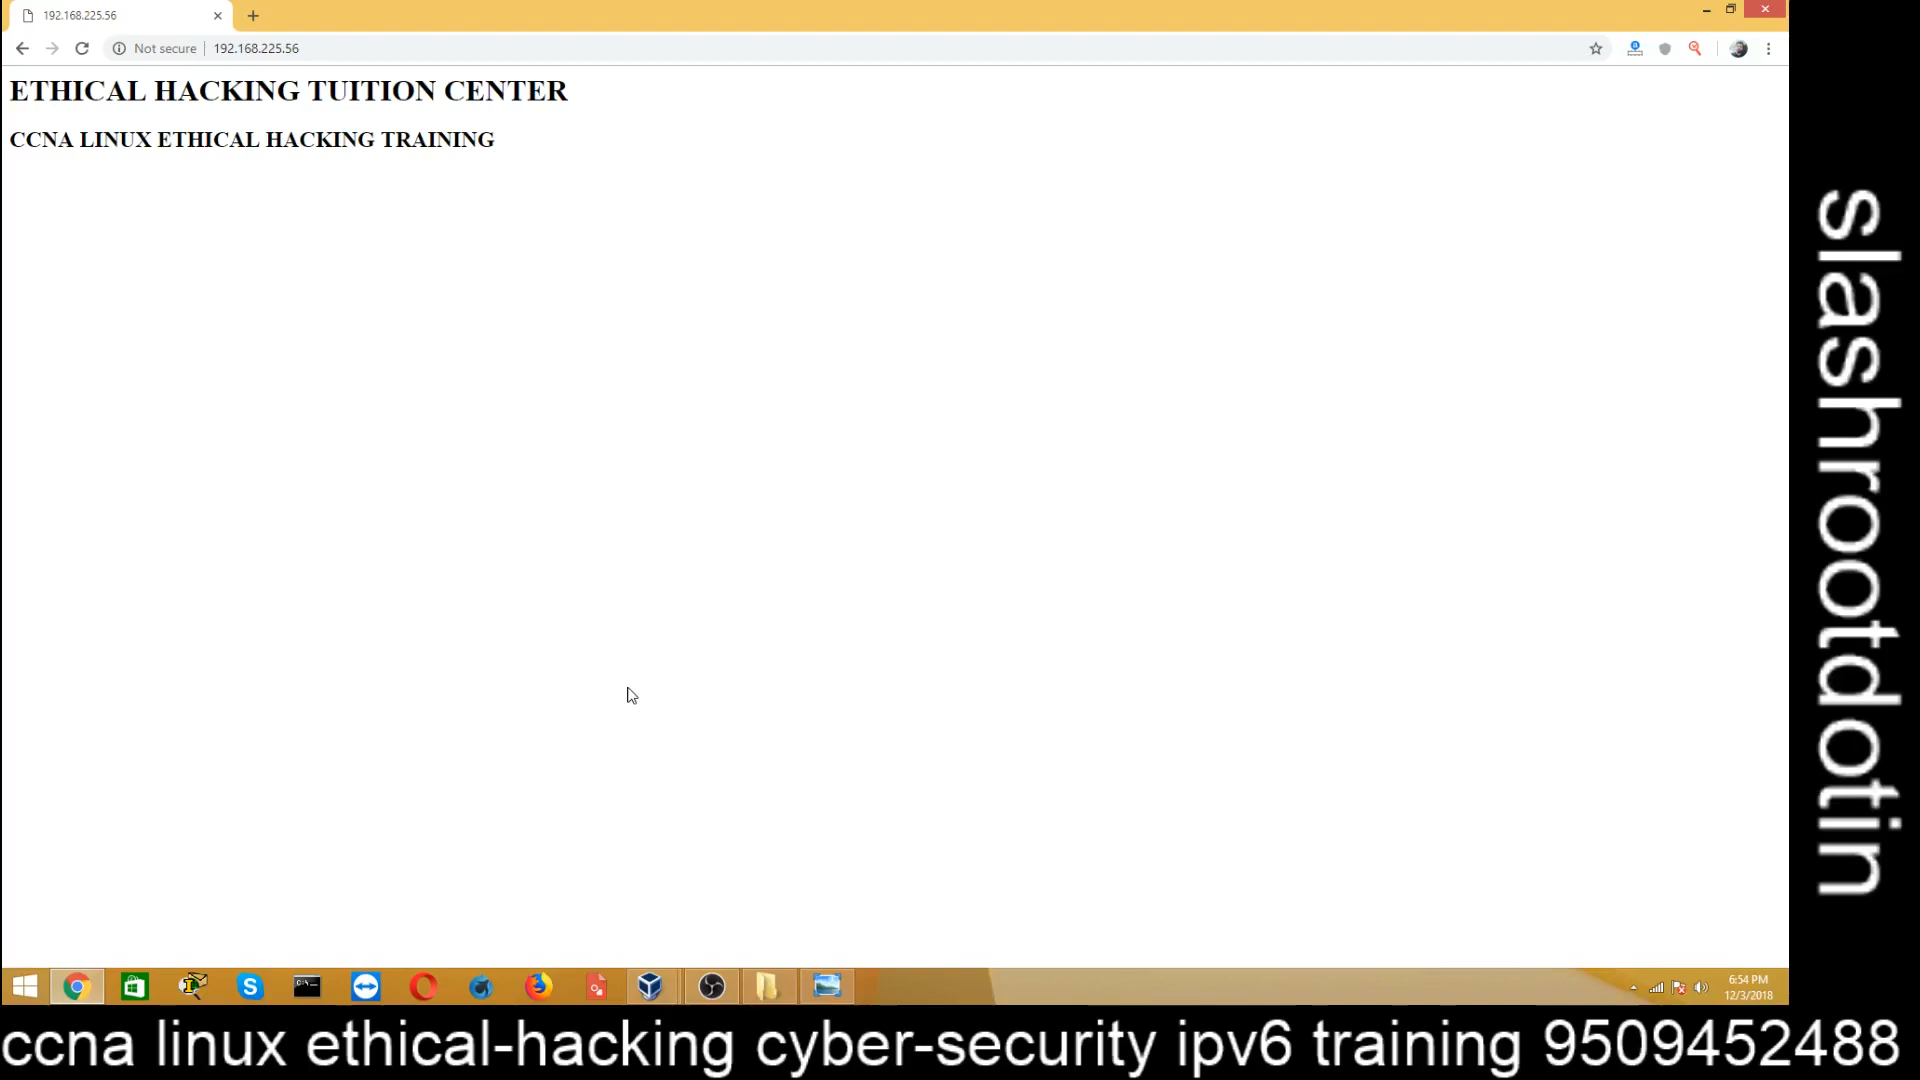 192.168.225.56
Not secure
192.168.225.56
ETHICAL HACKING TUITION CENTER
CCNA LINUX ETHICAL HACKING TRAINING
slashrootdotin
6:54 PM
12/3/2018
ccna linux ethical-hacking cyber-security ipv6 training 9509452488